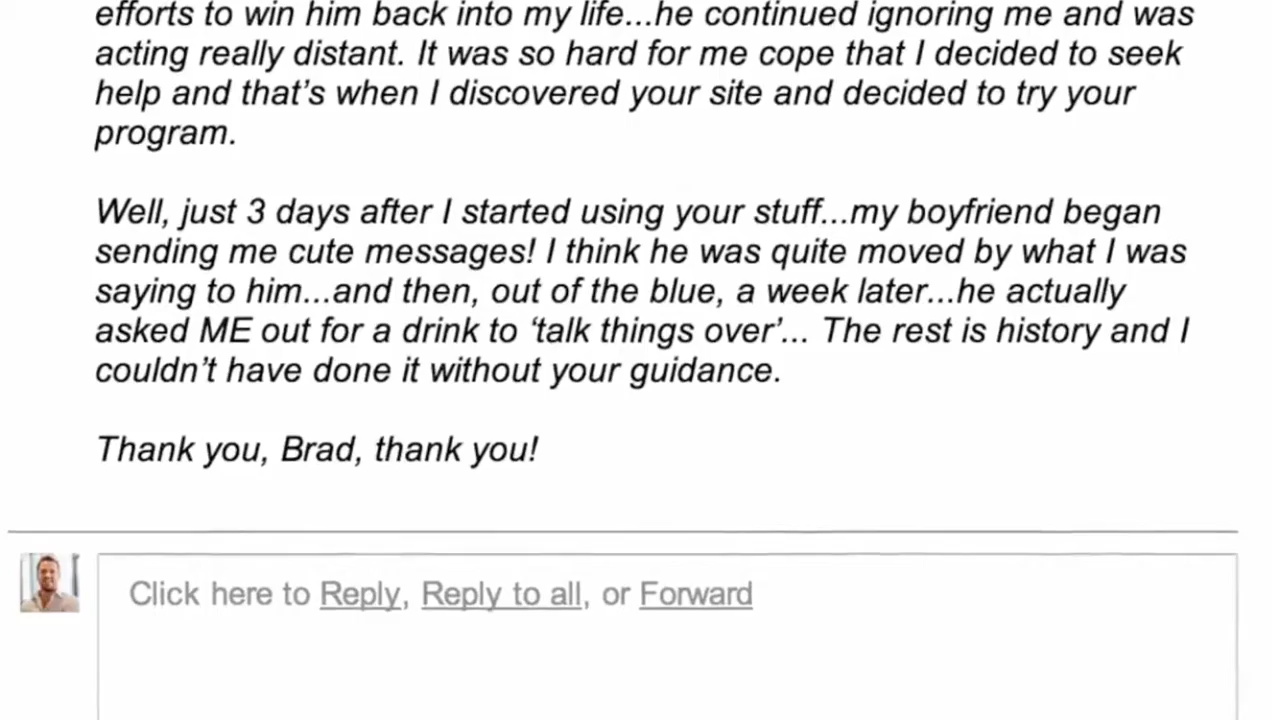 efforts to win him back into my life...he continued ignoring me and was
acting really distant. It was so hard for me cope that I decided to seek
help and that’s when I discovered your site and decided to try your
program.
Well, just 3 days after I started using your stuff...my boyfriend began
sending me cute messages! I think he was quite moved by what I was
saying to him...and then, out of the blue, a week later...he actually
asked ME out for a drink to ‘talk things over’... The rest is history and I
couldn’t have done it without your guidance.
Thank you, Brad, thank you!
Click here to Reply, Reply to all, or Forward